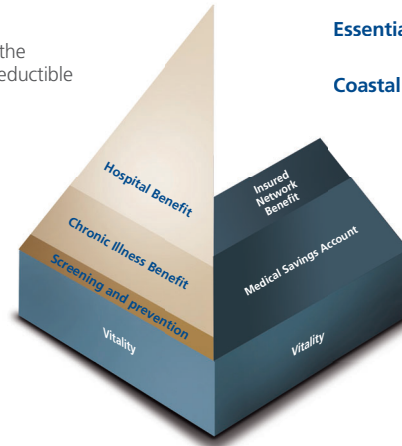 the
eductible
Essentia
Coastal
Hospital Benefit
Chronic Illness Benefit
Screening and prevention
Vitality
Insured
Network
Benefit
Medical Savings Account
Vitality